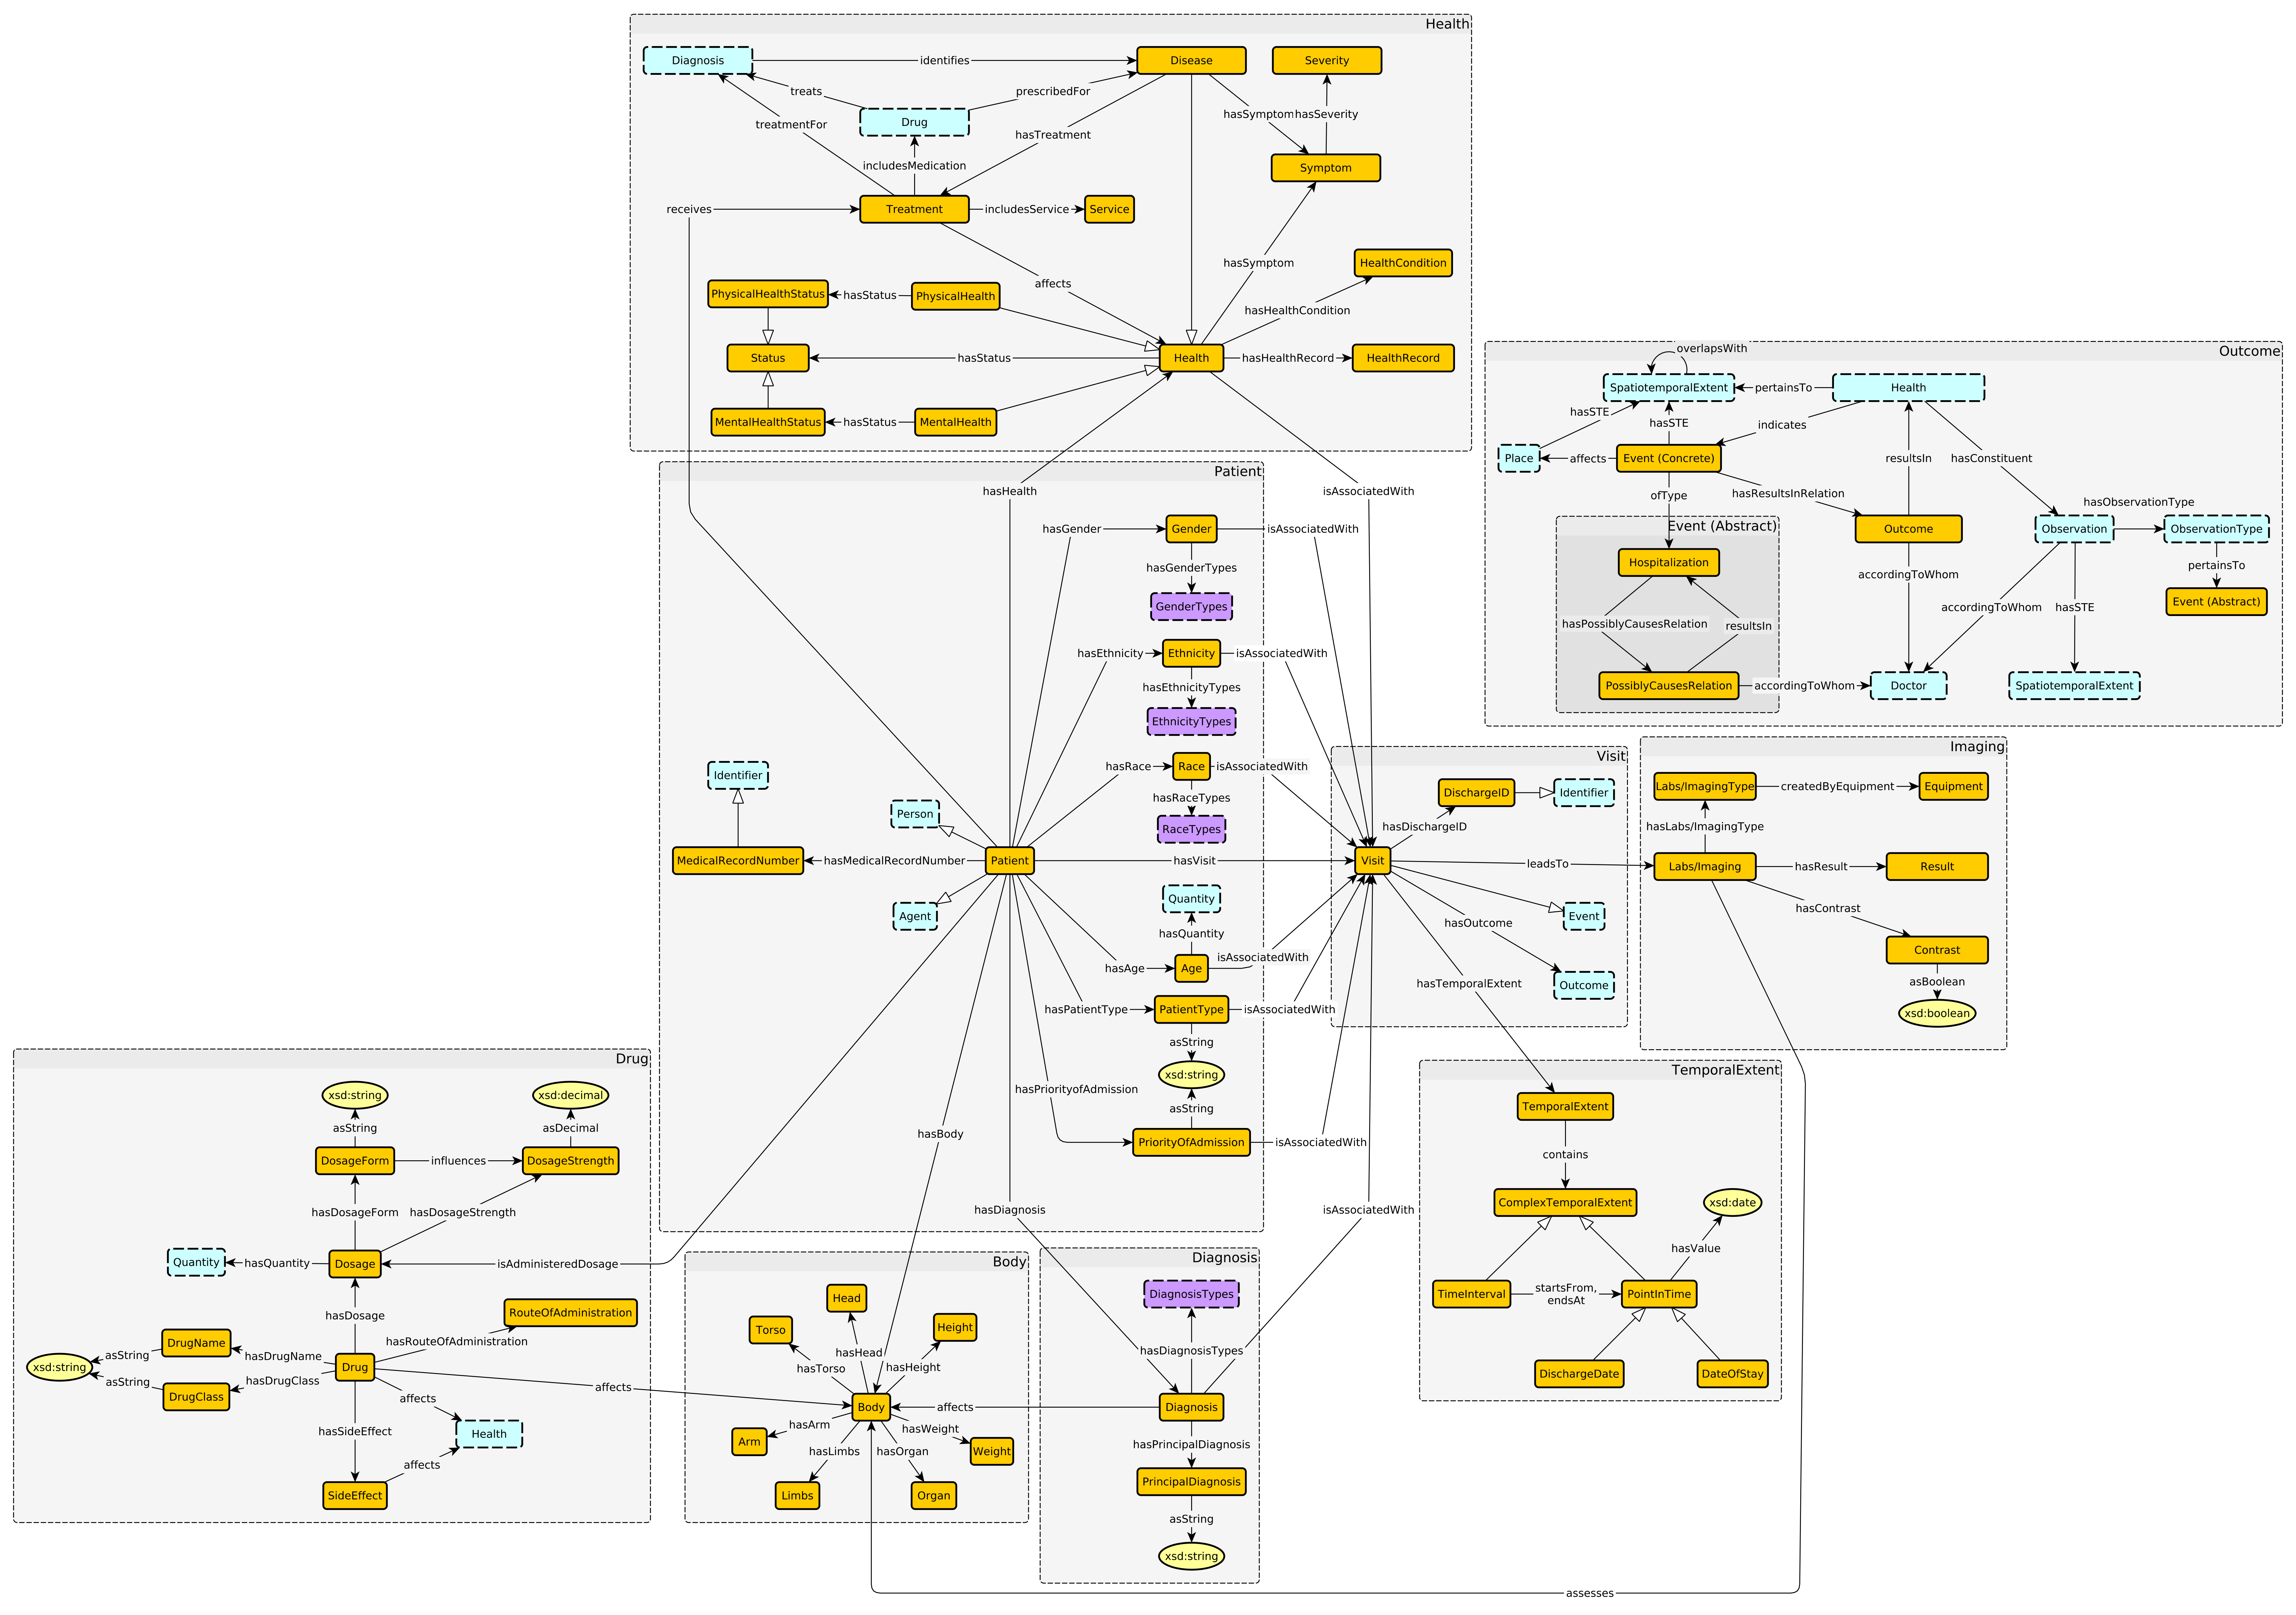 Health
Diagnosis
identifies
Disease
Severity
treats
prescribedFor
Drug
hasSymptom
hasSeverity
treatmentFor
hasTreatment
includesMedication
Symptom
receives
Treatment
includesService
Service
HealthCondition
hasSymptom
affects
PhysicalHealthStatus
hasStatus
PhysicalHealth
hasHealthCondition
Status
hasStatus
Health
hasHealthRecord
HealthRecord
MentalHealthStatus
hasStatus
MentalHealth
Outcome
overlapsWith
SpatiotemporalExtent
pertainsTo
Health
hasSTE
hasSTE
indicates
Place
affects
Event (Concrete)
resultsIn
hasConstituent
ofType
hasResultsInRelation
hasObservationType
Event (Abstract)
Outcome
Observation
ObservationType
Hospitalization
accordingToWhom
pertainsTo
hasPossiblyCausesRelation
resultsIn
accordingToWhom
hasSTE
Event (Abstract)
PossiblyCausesRelation
accordingToWhom
Doctor
SpatiotemporalExtent
Patient
hasHealth
isAssociatedWith
hasGender
Gender
isAssociatedWith
hasGenderTypes
GenderTypes
hasEthnicity
Ethnicity
isAssociatedWith
hasEthnicityTypes
EthnicityTypes
hasRace
Race
isAssociatedWith
Identifier
hasRaceTypes
Person
RaceTypes
MedicalRecordNumber
hasMedicalRecordNumber
Patient
hasVisit
Agent
Quantity
hasQuantity
hasAge
Age
isAssociatedWith
hasPatientType
PatientType
isAssociatedWith
asString
xsd:string
hasPriorityofAdmission
asString
PriorityOfAdmission
isAssociatedWith
hasBody
hasDiagnosis
isAssociatedWith
Visit
DischargeID
Identifier
hasDischargeID
Visit
leadsTo
Event
hasOutcome
hasTemporalExtent
Outcome
Imaging
Labs/ImagingType
createdByEquipment
Equipment
hasLabs/ImagingType
Labs/Imaging
hasResult
Result
hasContrast
Contrast
asBoolean
xsd:boolean
TemporalExtent
TemporalExtent
contains
ComplexTemporalExtent
xsd:date
hasValue
TimeInterval
startsFrom,
endsAt
PointInTime
DischargeDate
DateOfStay
Drug
xsd:string
xsd:decimal
asString
asDecimal
DosageForm
influences
DosageStrength
hasDosageForm
hasDosageStrength
Quantity
hasQuantity
Dosage
isAdministeredDosage
hasDosage
RouteOfAdministration
DrugName
hasRouteOfAdministration
asString
hasDrugName
xsd:string
Drug
asString
hasDrugClass
DrugClass
affects
affects
hasSideEffect
Health
affects
SideEffect
Body
Head
Torso
Height
hasHead
hasTorso
hasHeight
Body
affects
hasArm
hasWeight
Arm
hasLimbs
hasOrgan
Weight
Limbs
Organ
Diagnosis
DiagnosisTypes
hasDiagnosisTypes
Diagnosis
hasPrincipalDiagnosis
PrincipalDiagnosis
asString
xsd:string
assesses